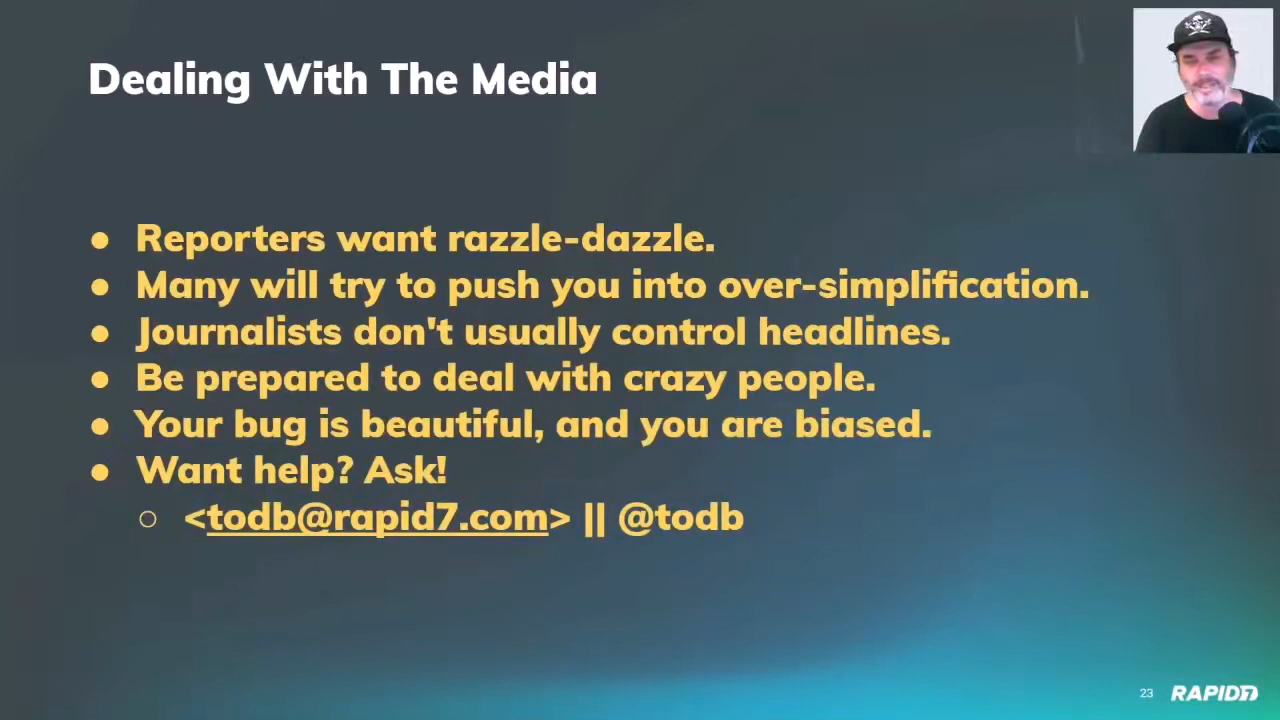 Dealing With The Media
● Reporters want razzle-dazzle.
● Many will try to push you into over-simplification.
● Journalists don't usually control headlines.
● Be prepared to deal with crazy people.
● Your bug is beautiful, and you are biased.
● Want help? Ask!
○ <todb@rapid7.com> || @todb
23 RAPID7